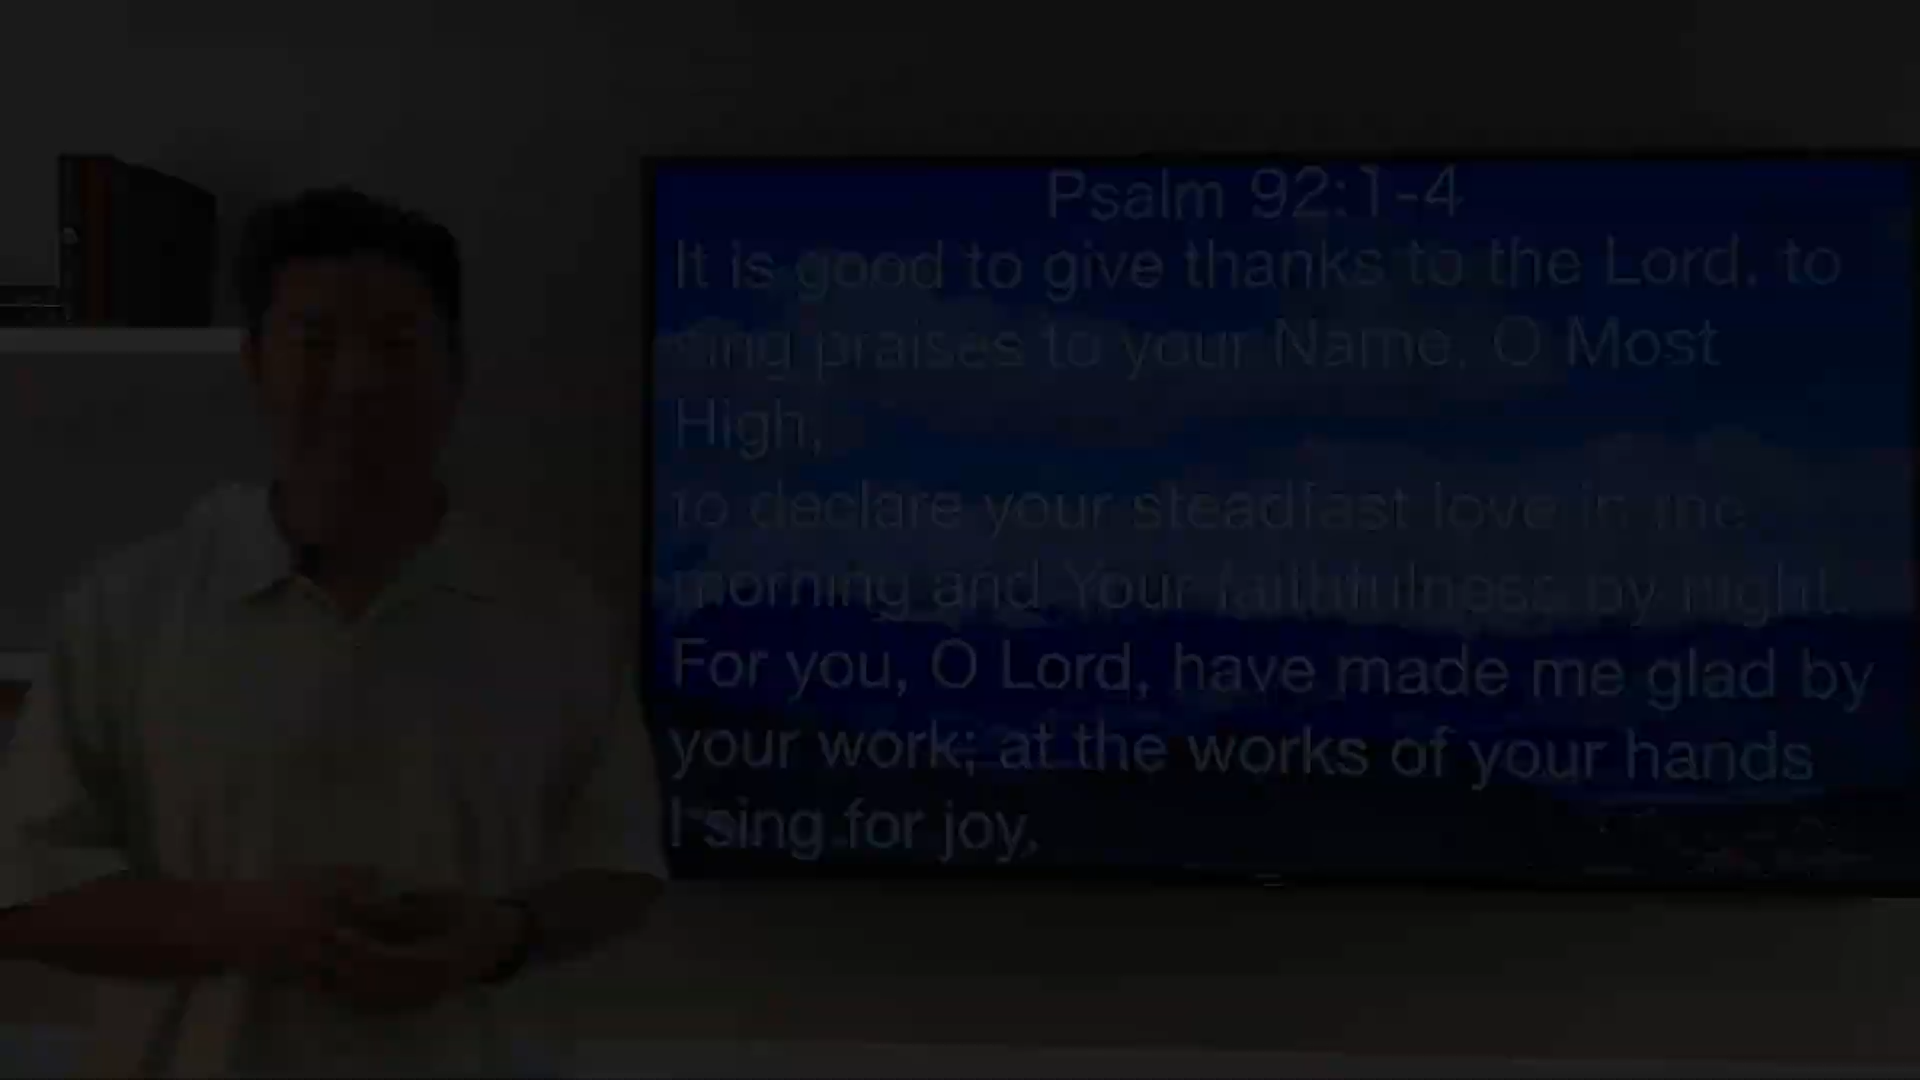 Psalm 92:1-4
It is good to give thanks to the Lord, to
sing praises to your Name, O Most
High;
to declare your steadfast love in the
morning and Your faithfulness by night.
For you, O Lord, have made me glad by
your work; at the works of your hands
I sing for joy.